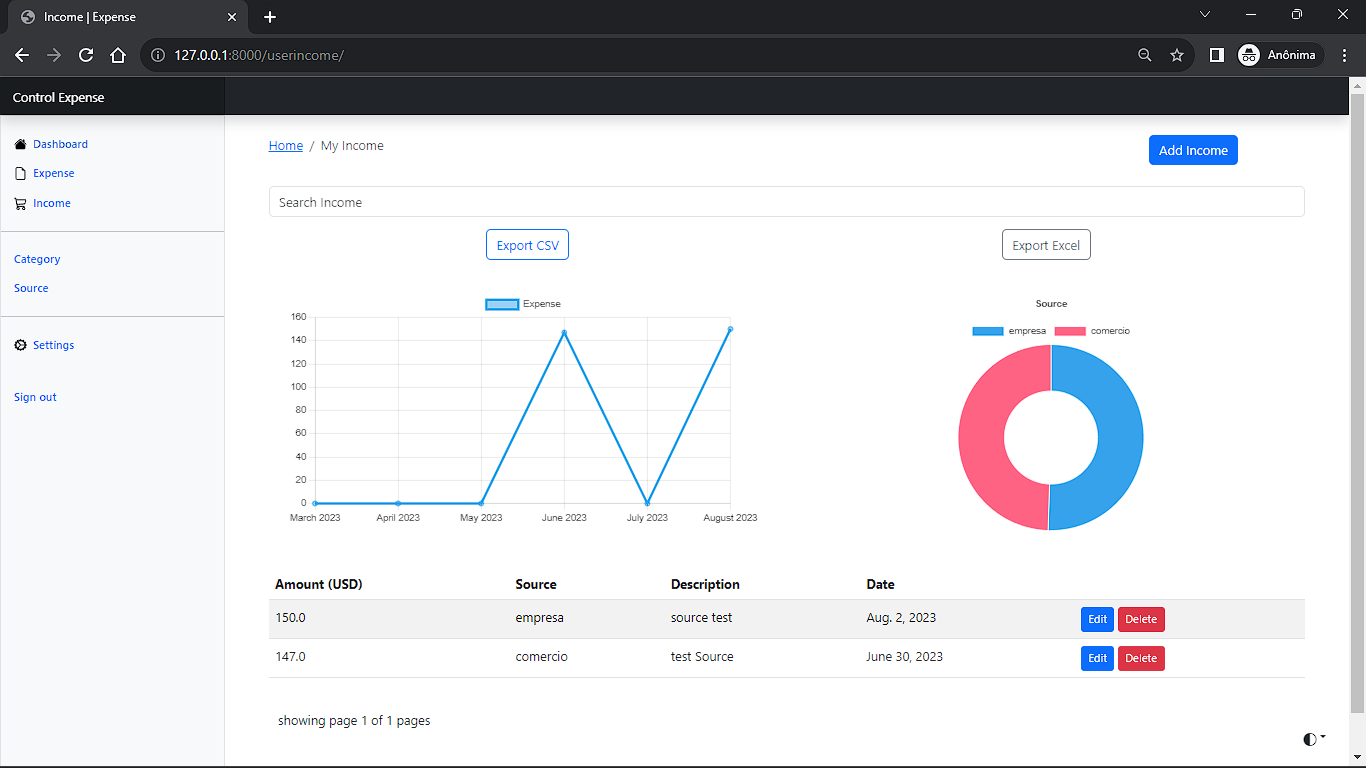 Income | Expense
127.0.0.1:8000/userincome/
Anônima
Control Expense
Dashboard
Expense
Income
Category
Source
Settings
Sign out
Home / My Income
Add Income
Search Income
Export CSV
Export Excel
Expense
160
140
120
100
80
60
40
20
0
March 2023 April 2023 May 2023 June 2023 July 2023 August 2023
Source
empresa comercio
Amount (USD) Source Description Date
150.0 empresa source test Aug. 2, 2023 Edit Delete
147.0 comercio test Source June 30, 2023 Edit Delete
showing page 1 of 1 pages